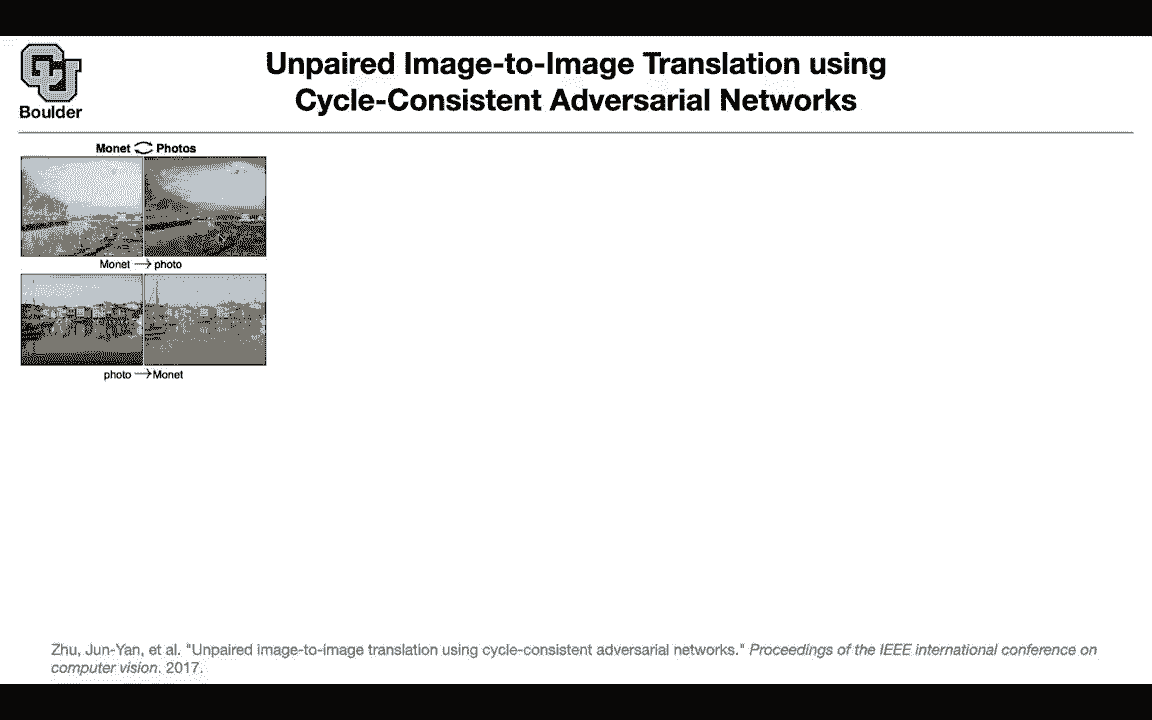 CU
Boulder
Unpaired Image-to-Image Translation using
Cycle-Consistent Adversarial Networks
Monet Photos
Monet → photo
photo → Monet
Zhu, Jun-Yan, et al. "Unpaired image-to-image translation using cycle-consistent adversarial networks." Proceedings of the IEEE international conference on
computer vision. 2017.